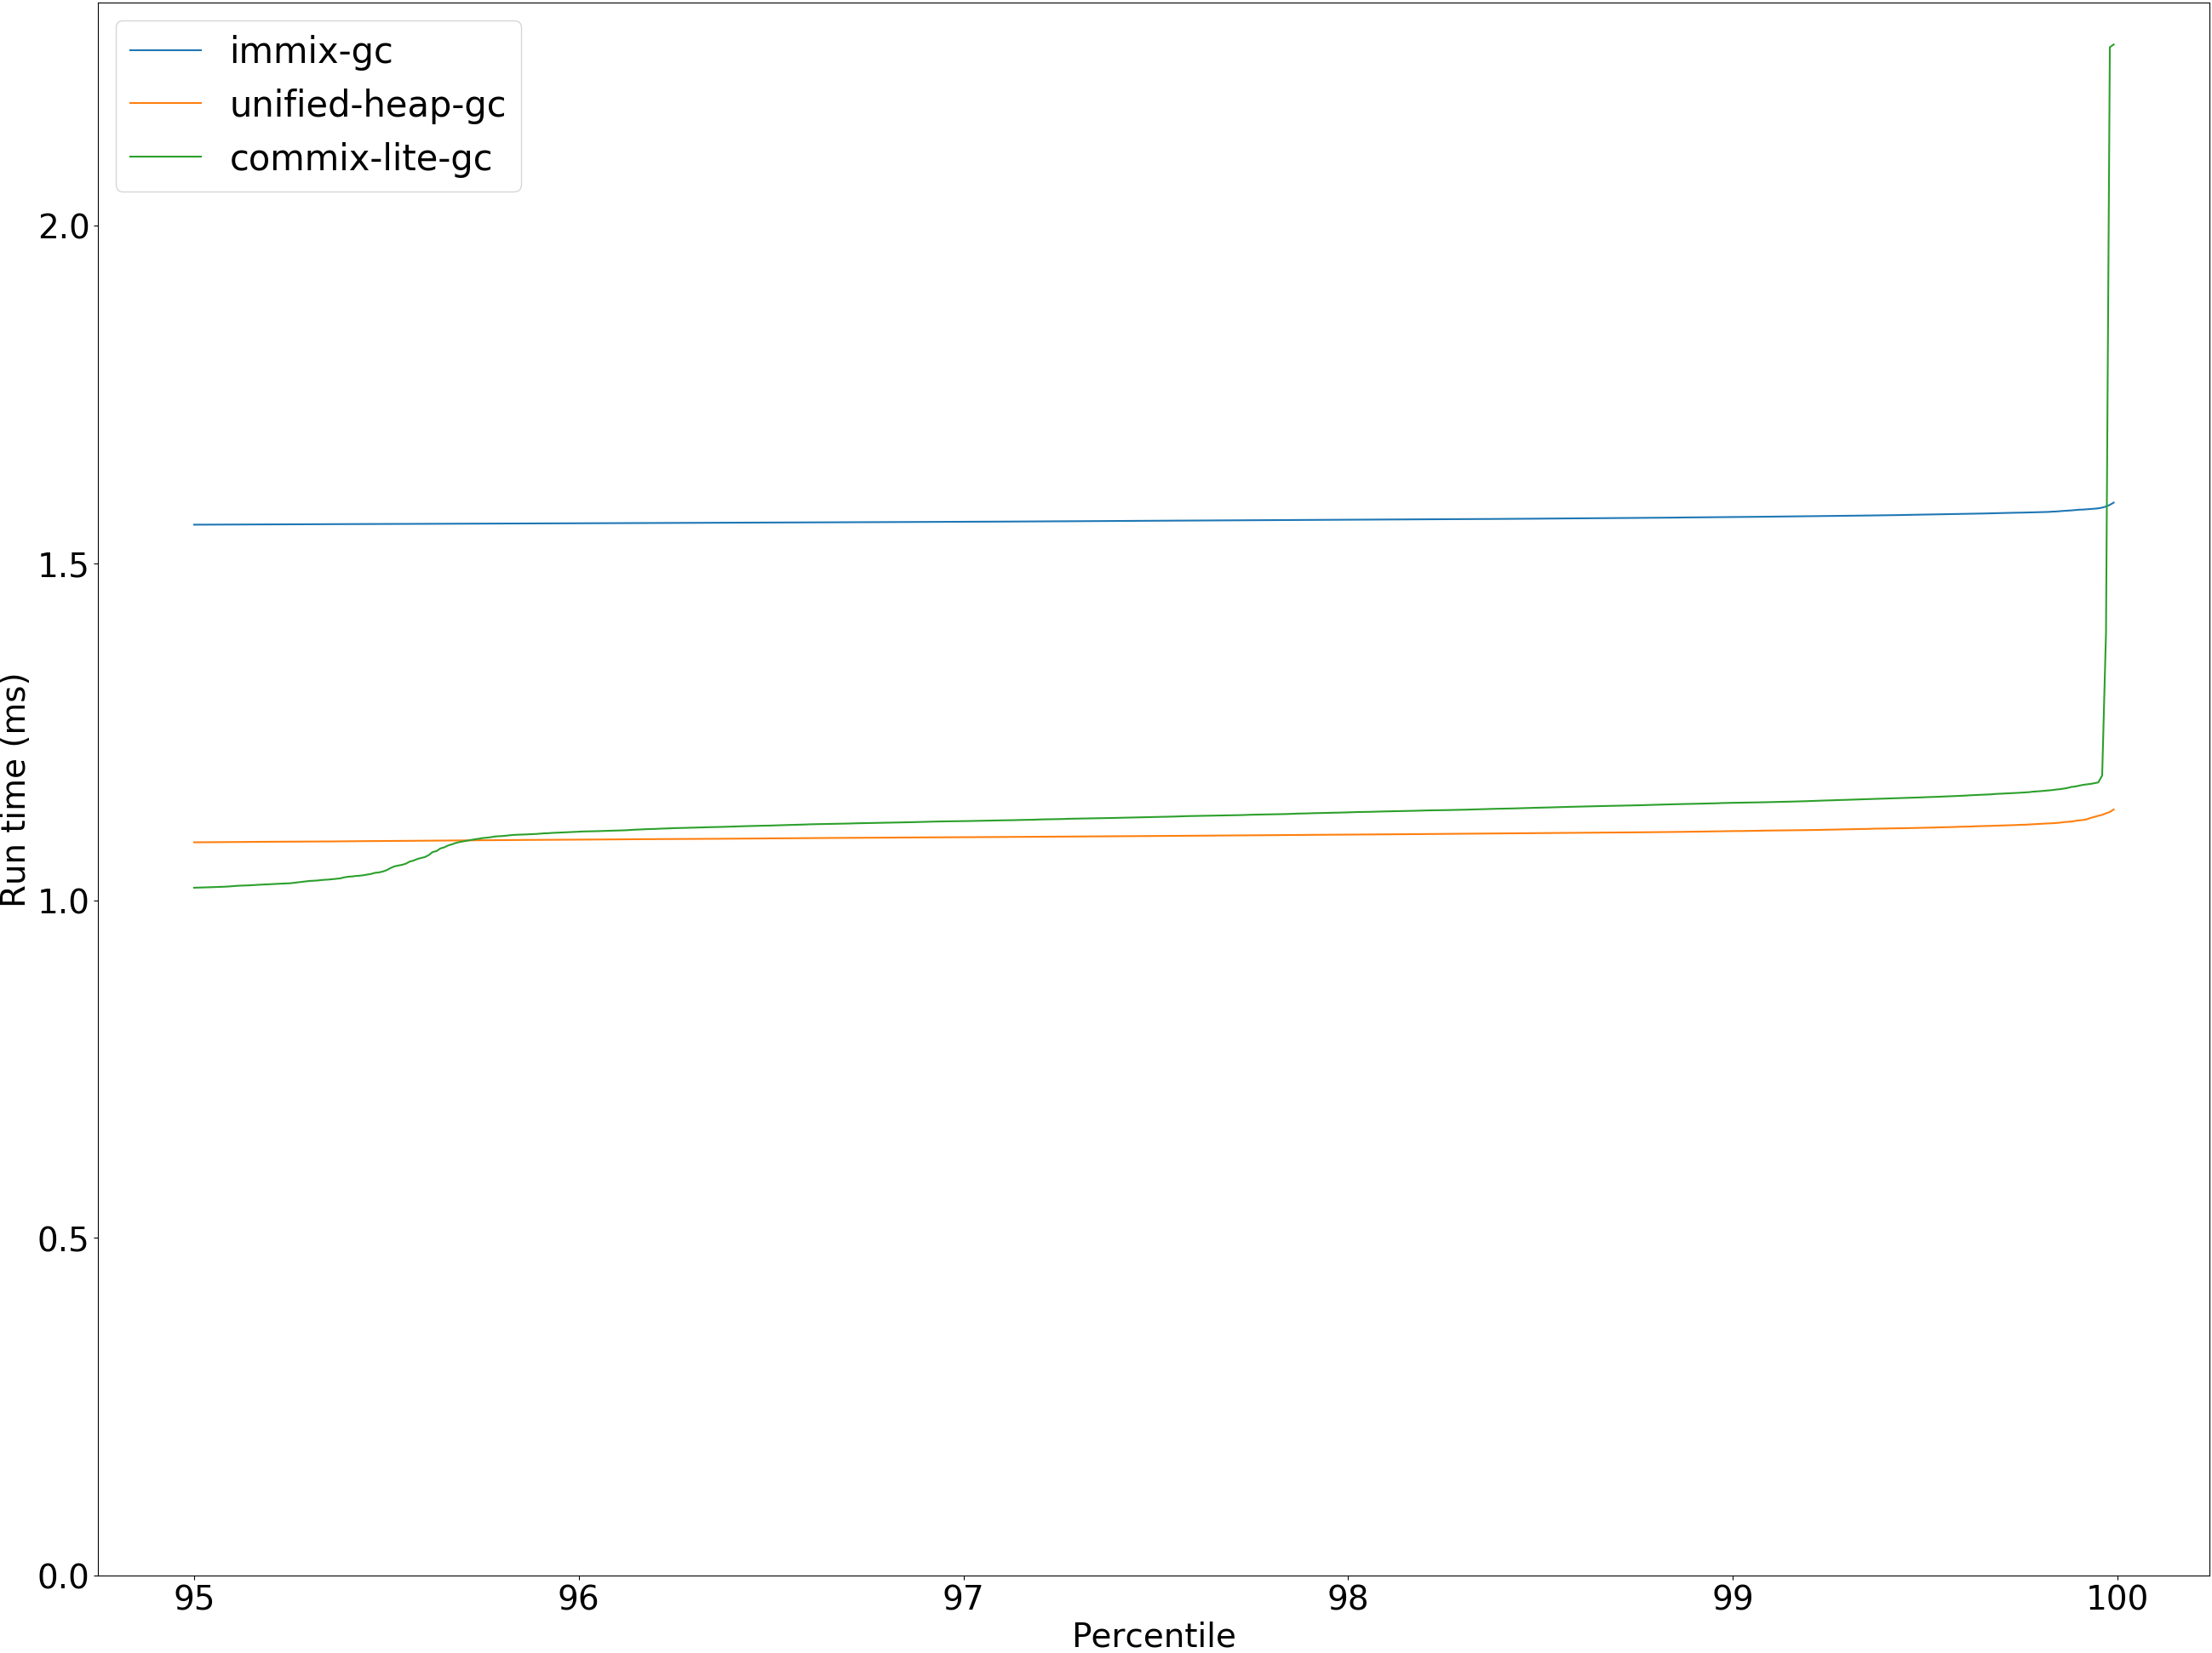 immix-gc
unified-heap-gc
commix-lite-gc
2.0
1.5
1.0
0.5
0.0
Run time (ms)
95 96 97 98 99 100
Percentile